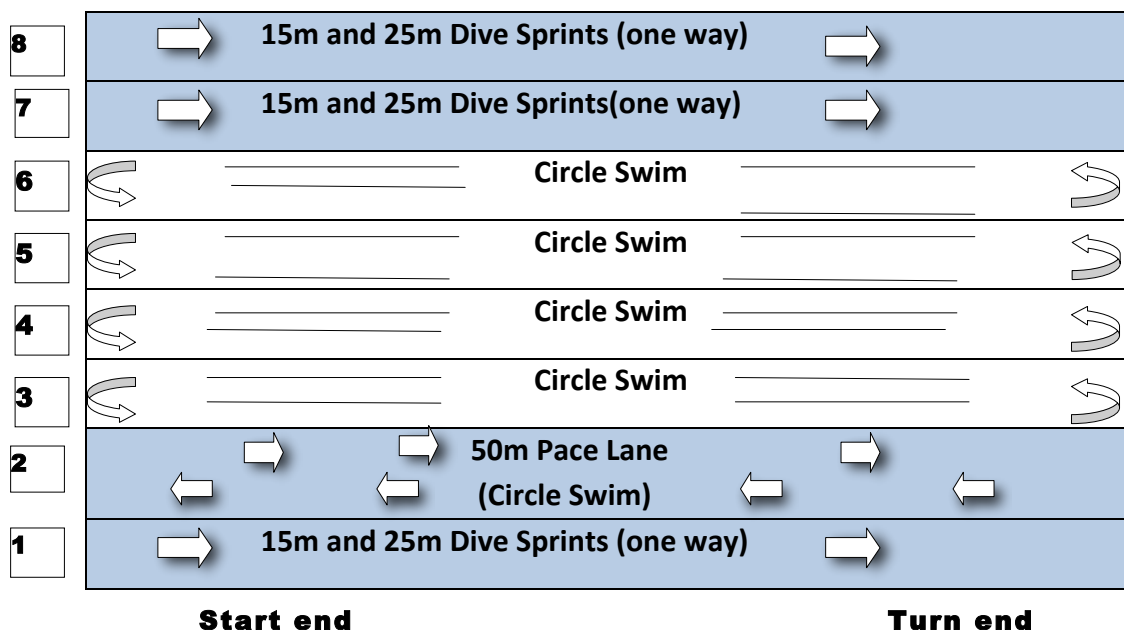 8 15m and 25m Dive Sprints (one way)
7 15m and 25m Dive Sprints(one way)
6 Circle Swim
5 Circle Swim
4 Circle Swim
3 Circle Swim
2 50m Pace Lane
(Circle Swim)
1 15m and 25m Dive Sprints (one way)
Start end Turn end